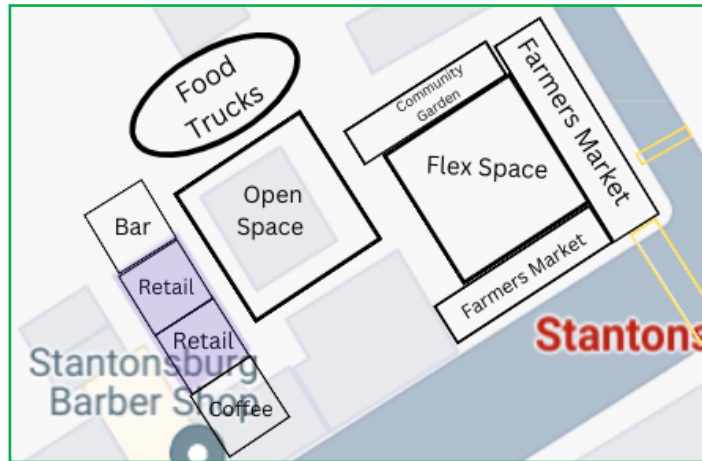 Food
Trucks
Community
Garden
Farmers Market
Flex Space
Open
Space
Bar
Retail
Farmers Market
Retail
Stantons
Stantonsburg
Barber Shop
Coffee